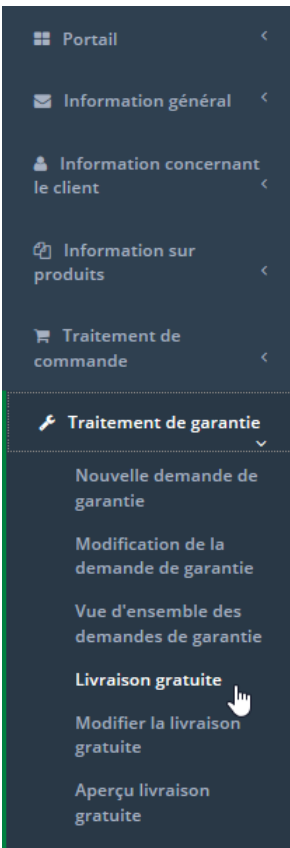 Portail
Information général
Information concernant
le client
Information sur
produits
Traitement de
commande
Traitement de garantie
Nouvelle demande de
garantie
Modification de la
demande de garantie
Vue d'ensemble des
demandes de garantie
Livraison gratuite
Modifier la livraison
gratuite
Aperçu livraison
gratuite